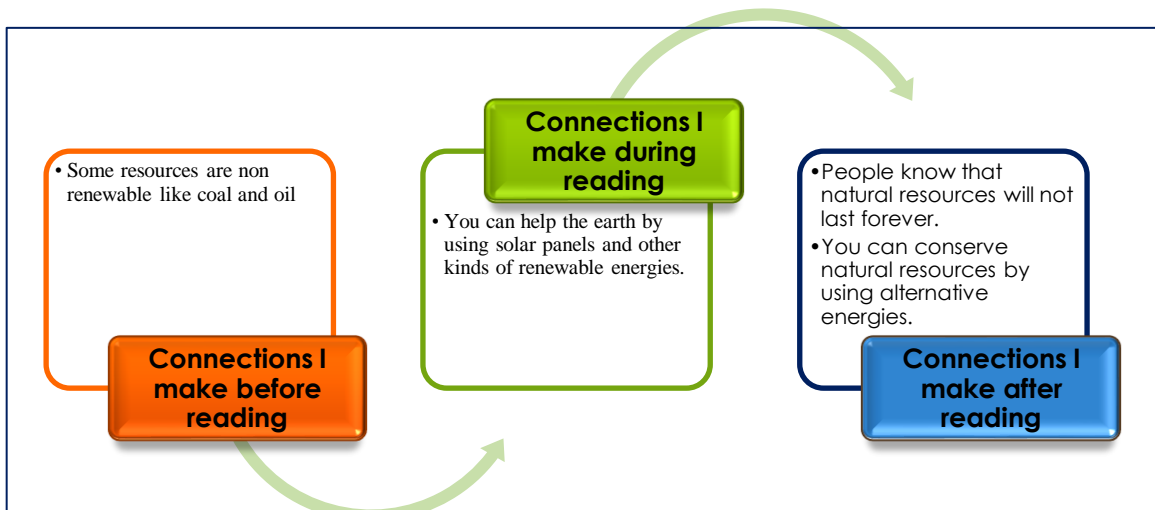 • Some resources are non
renewable like coal and oil
Connections I
make before
reading
Connections I
make during
reading
• You can help the earth by
using solar panels and other
kinds of renewable energies.
•People know that
natural resources will not
last forever.
•You can conserve
natural resources by
using alternative
energies.
Connections I
make after
reading